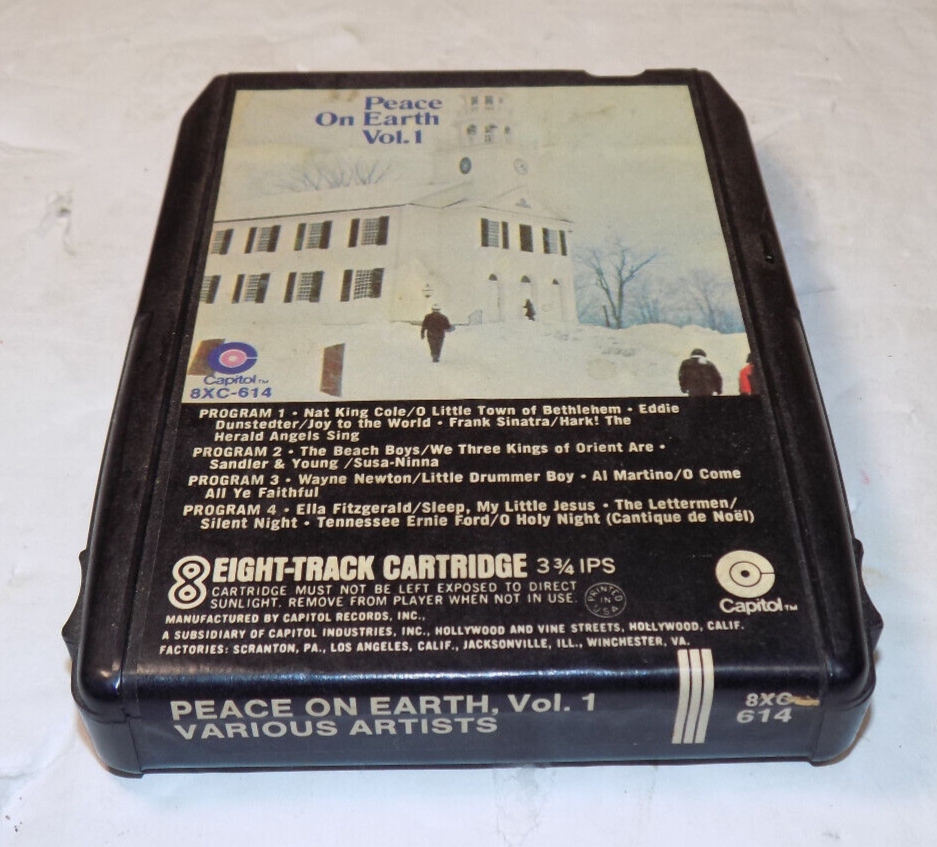 Peace
On Earth
Vol. 1
Capitol™
8XC-614
PROGRAM 1 • Nat King Cole/O Little Town of Bethlehem • Eddie
Dunstedter/Joy to the World • Frank Sinatra/Hark! The
Herald Angels Sing
PROGRAM 2 • The Beach Boys/We Three Kings of Orient Are •
Sandler & Young /Susa-Ninna
PROGRAM 3 • Wayne Newton/Little Drummer Boy • Al Martino/O Come
All Ye Faithful
PROGRAM 4 • Ella Fitzgerald/Sleep, My Little Jesus • The Lettermen/
Silent Night • Tennessee Ernie Ford/O Holy Night (Cantique de Noël)
8 EIGHT-TRACK CARTRIDGE 3¾ IPS
CARTRIDGE MUST NOT BE LEFT EXPOSED TO DIRECT
SUNLIGHT. REMOVE FROM PLAYER WHEN NOT IN USE.
PRINTED IN U.S.A.
Capitol™
MANUFACTURED BY CAPITOL RECORDS, INC.,
A SUBSIDIARY OF CAPITOL INDUSTRIES, INC., HOLLYWOOD AND VINE STREETS, HOLLYWOOD, CALIF.
FACTORIES: SCRANTON, PA., LOS ANGELES, CALIF., JACKSONVILLE, ILL., WINCHESTER, VA.
PEACE ON EARTH, Vol. 1
VARIOUS ARTISTS
8XC-
614